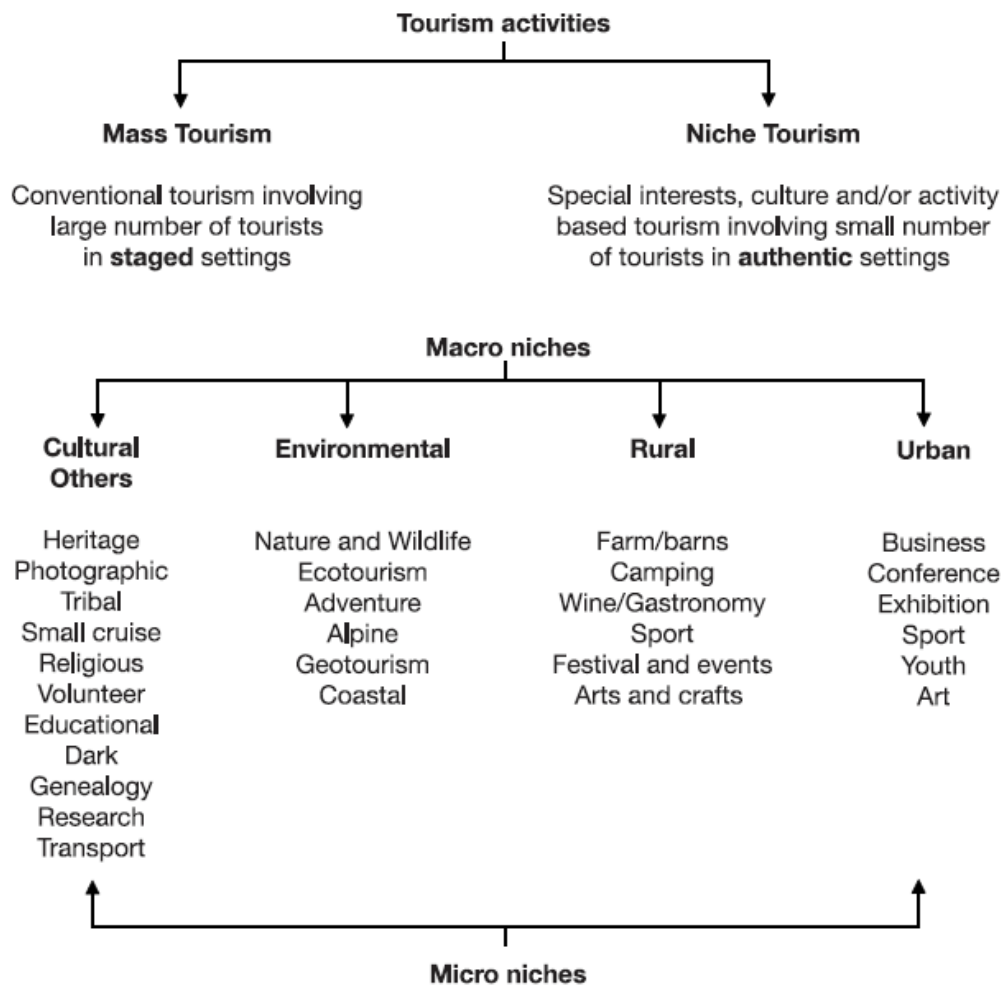 Tourism activities
Mass Tourism
Conventional tourism involving
large number of tourists
in staged settings
Niche Tourism
Special interests, culture and/or activity
based tourism involving small number
of tourists in authentic settings
Macro niches
Cultural
Others
Heritage
Photographic
Tribal
Small cruise
Religious
Volunteer
Educational
Dark
Genealogy
Research
Transport
Environmental
Nature and Wildlife
Ecotourism
Adventure
Alpine
Geotourism
Coastal
Rural
Farm/barns
Camping
Wine/Gastronomy
Sport
Festival and events
Arts and crafts
Urban
Business
Conference
Exhibition
Sport
Youth
Art
Micro niches